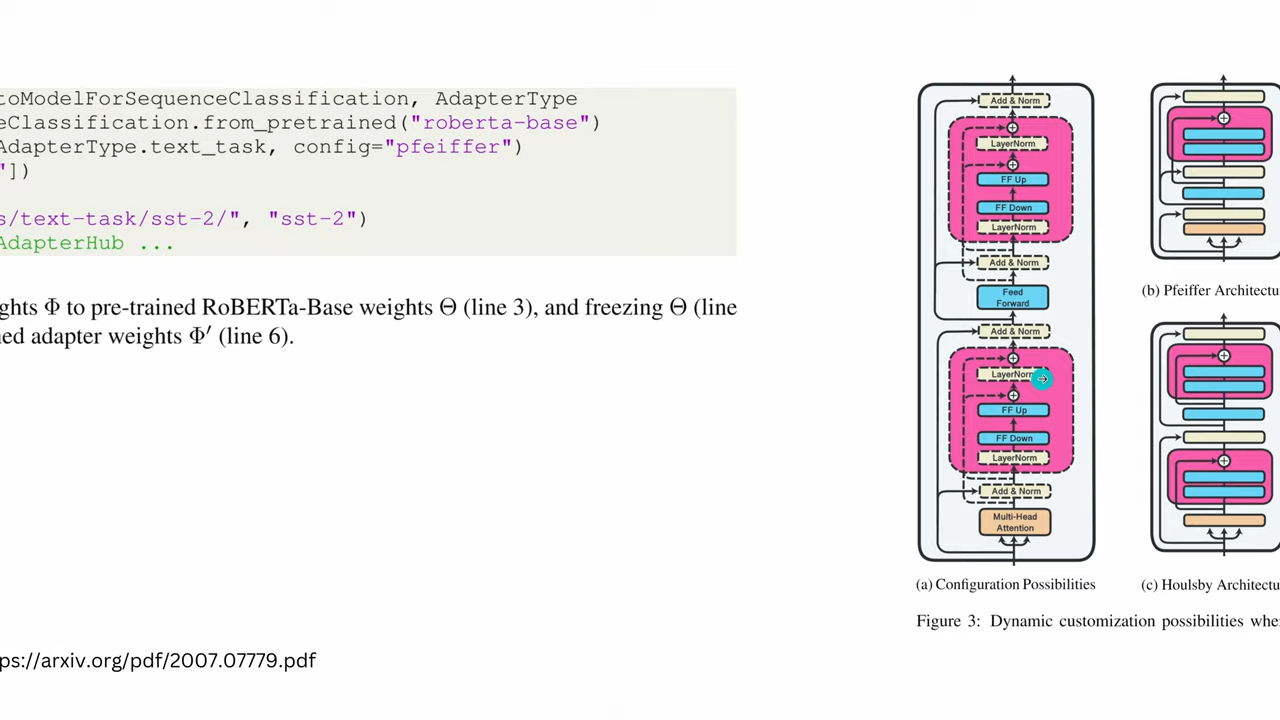 toModelForSequenceClassification, AdapterType
eClassification.from_pretrained("roberta-base")
AdapterType.text_task, config="pfeiffer")
"])
s/text-task/sst-2/", "sst-2")
AdapterHub ...
ghts Φ to pre-trained RoBERTa-Base weights Θ (line 3), and freezing Θ (line
ned adapter weights Φ′ (line 6).
ps://arxiv.org/pdf/2007.07779.pdf
Add & Norm
LayerNorm
FF Up
FF Down
LayerNorm
Add & Norm
Feed
Forward
Add & Norm
LayerNorm
FF Up
FF Down
LayerNorm
Add & Norm
Multi-Head
Attention
(a) Configuration Possibilities
(b) Pfeiffer Architectu
(c) Houlsby Architectu
Figure 3: Dynamic customization possibilities whe